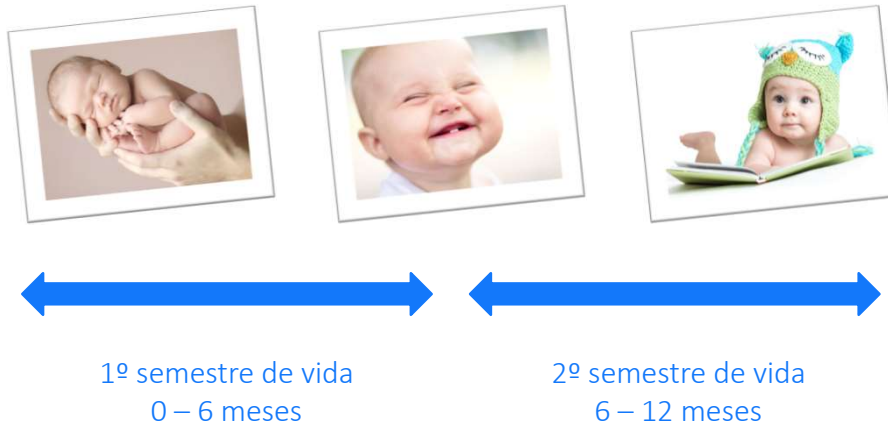 1º semestre de vida
0 – 6 meses
2º semestre de vida
6 – 12 meses